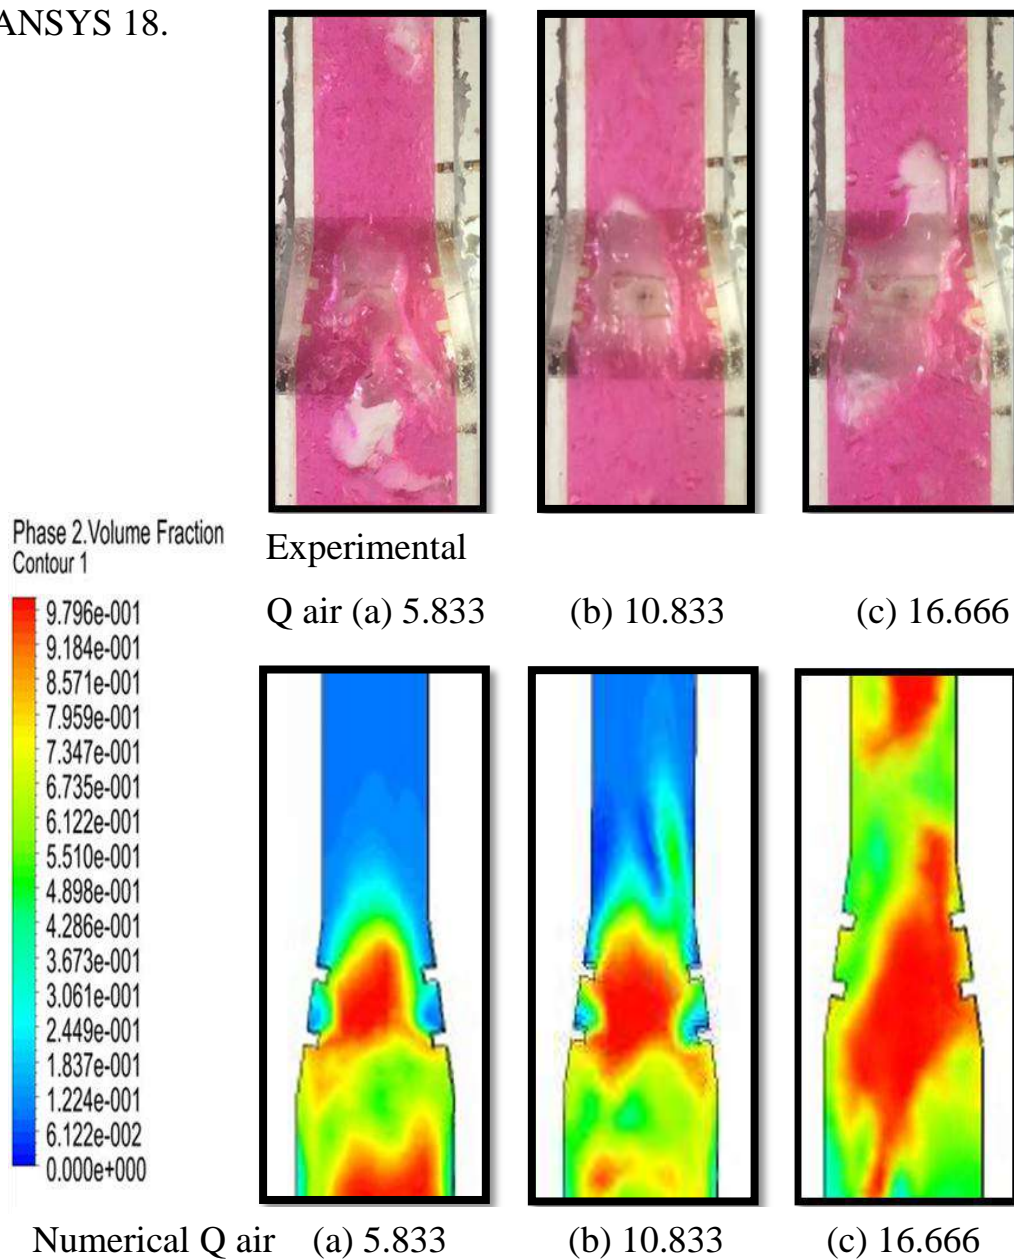 ANSYS 18.
Experimental
Q air (a) 5.833 (b) 10.833 (c) 16.666
Phase 2.Volume Fraction
Contour 1
9.796e-001
9.184e-001
8.571e-001
7.959e-001
7.347e-001
6.735e-001
6.122e-001
5.510e-001
4.898e-001
4.286e-001
3.673e-001
3.061e-001
2.449e-001
1.837e-001
1.224e-001
6.122e-002
0.000e+000
Numerical Q air (a) 5.833 (b) 10.833 (c) 16.666